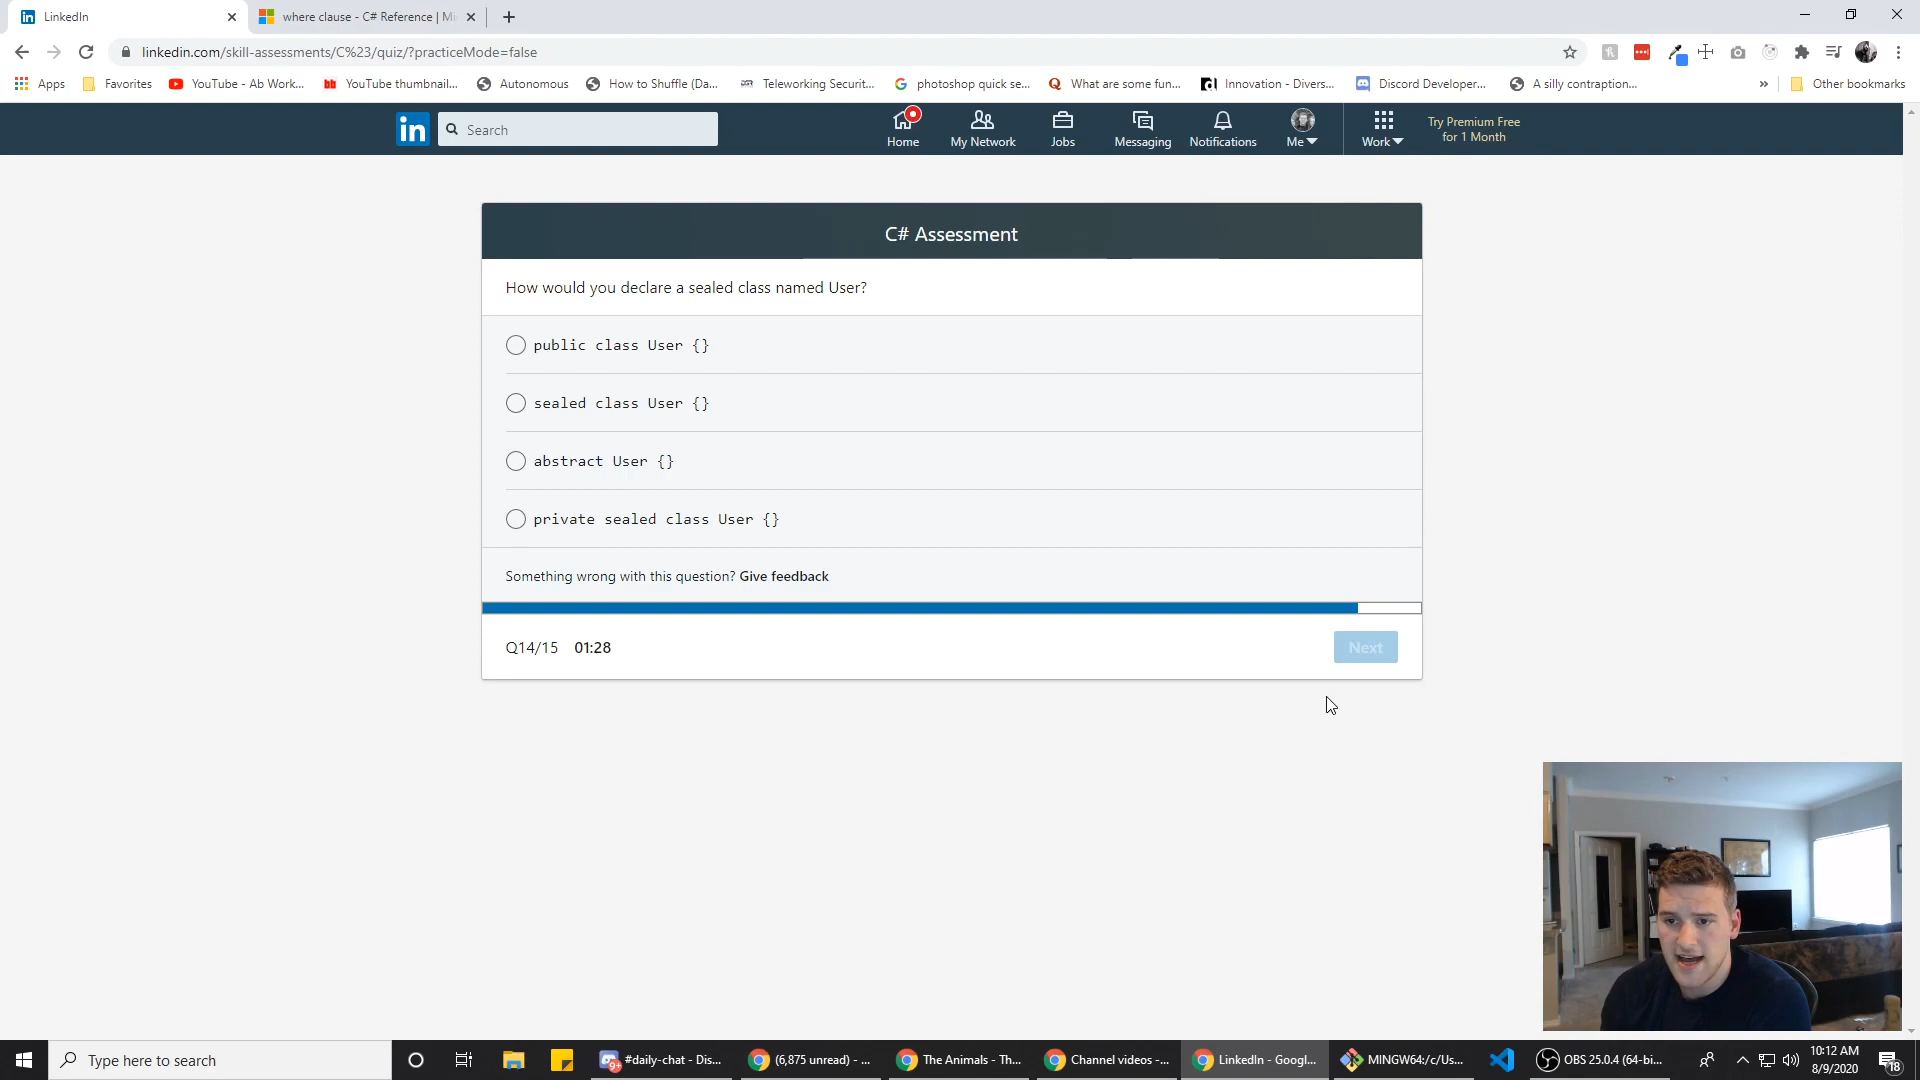 LinkedIn
where clause - C# Reference | Mi
linkedin.com/skill-assessments/C%23/quiz/?practiceMode=false
Apps
Favorites
YouTube - Ab Work...
YouTube thumbnail...
Autonomous
How to Shuffle (Da...
Teleworking Securit...
photoshop quick se...
What are some fun...
Innovation - Divers...
Discord Developer...
A silly contraption...
»
Other bookmarks
in
Search
Home
My Network
Jobs
Messaging
Notifications
Me
Work
Try Premium Free
for 1 Month
C# Assessment
How would you declare a sealed class named User?
public class User {}
sealed class User {}
abstract User {}
private sealed class User {}
Something wrong with this question? Give feedback
Q14/15 01:28
Next
Type here to search
#daily-chat - Dis...
(6,875 unread) - ...
The Animals - Th...
Channel videos -...
LinkedIn - Googl...
MINGW64:/c/Us...
OBS 25.0.4 (64-bi...
10:12 AM
8/9/2020
18